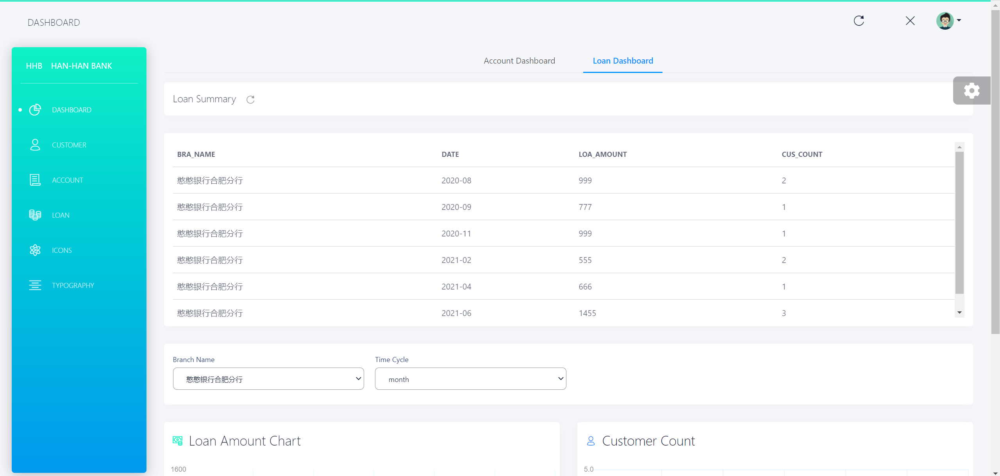 DASHBOARD
HHB HAN-HAN BANK
DASHBOARD
CUSTOMER
ACCOUNT
LOAN
ICONS
TYPOGRAPHY
Account Dashboard Loan Dashboard
Loan Summary
BRA_NAME DATE LOA_AMOUNT CUS_COUNT
憨憨银行合肥分行 2020-08 999 2
憨憨银行合肥分行 2020-09 777 1
憨憨银行合肥分行 2020-11 999 1
憨憨银行合肥分行 2021-02 555 2
憨憨银行合肥分行 2021-04 666 1
憨憨银行合肥分行 2021-06 1455 3
Branch Name Time Cycle
憨憨银行合肥分行 month
Loan Amount Chart
1600
Customer Count
5.0